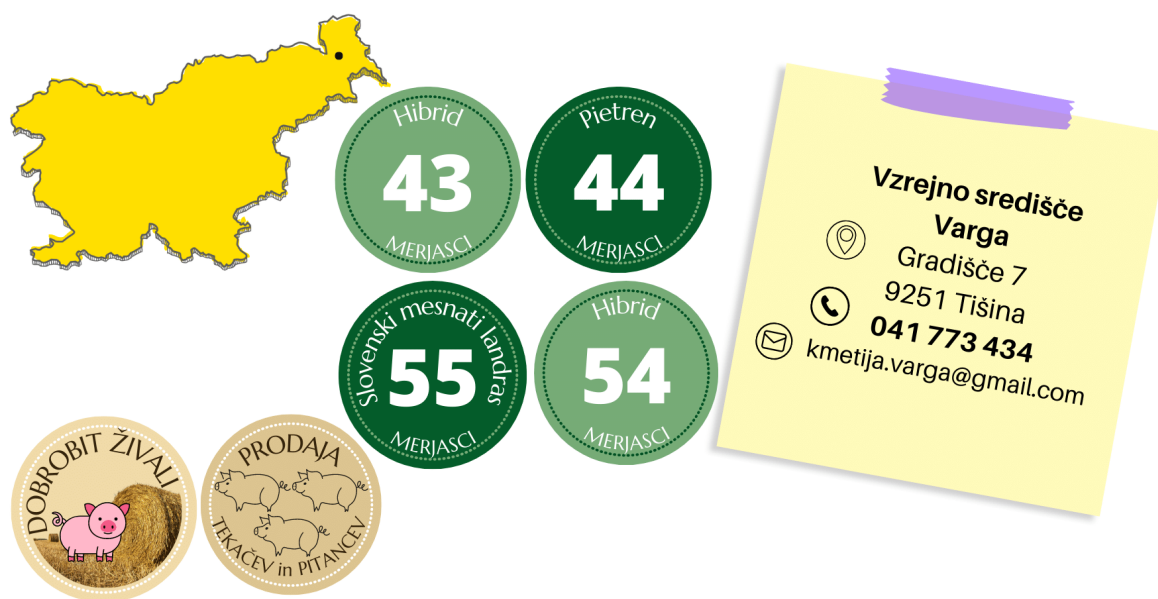 Hibrid
43
MERJASCI
Pietren
44
MERJASCI
Slovenski mesnati landras
55
MERJASCI
Hibrid
54
MERJASCI
Vzrejno središče
Varga
Gradišče 7
9251 Tišina
041 773 434
kmetija.varga@gmail.com
DOBROBIT ŽIVALI
PRODAJA
TEKAČEV in PITANCEV